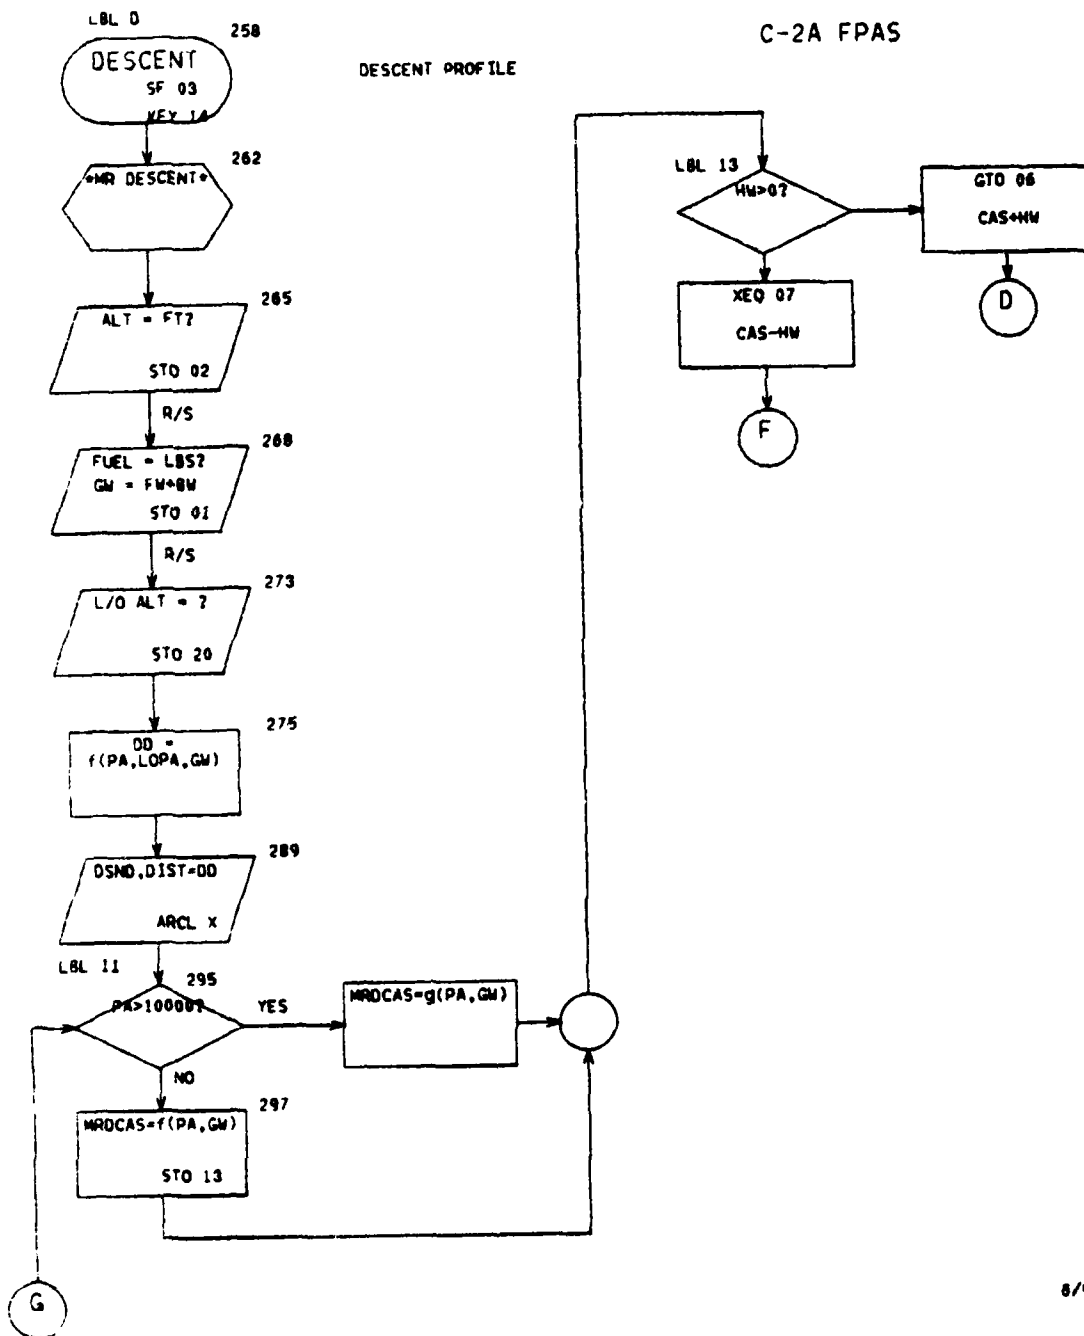 C-2A FPAS
DESCENT PROFILE
LBL D
258
DESCENT
SF 03
KEY 1A
262
*MR DESCENT*
265
ALT = FT?
STO 02
R/S
268
FUEL = LBS?
GW = FW+BW
STO 01
R/S
273
L/O ALT = ?
STO 20
275
DD =
f(PA,LOPA,GW)
289
DSND,DIST=DD
ARCL X
LBL 11
295
PA>10000?
YES
MRDCAS=g(PA,GW)
NO
297
MRDCAS=f(PA,GW)
STO 13
G
LBL 13
HW>0?
GTO 06
CAS+HW
D
XEQ 07
CAS-HW
F